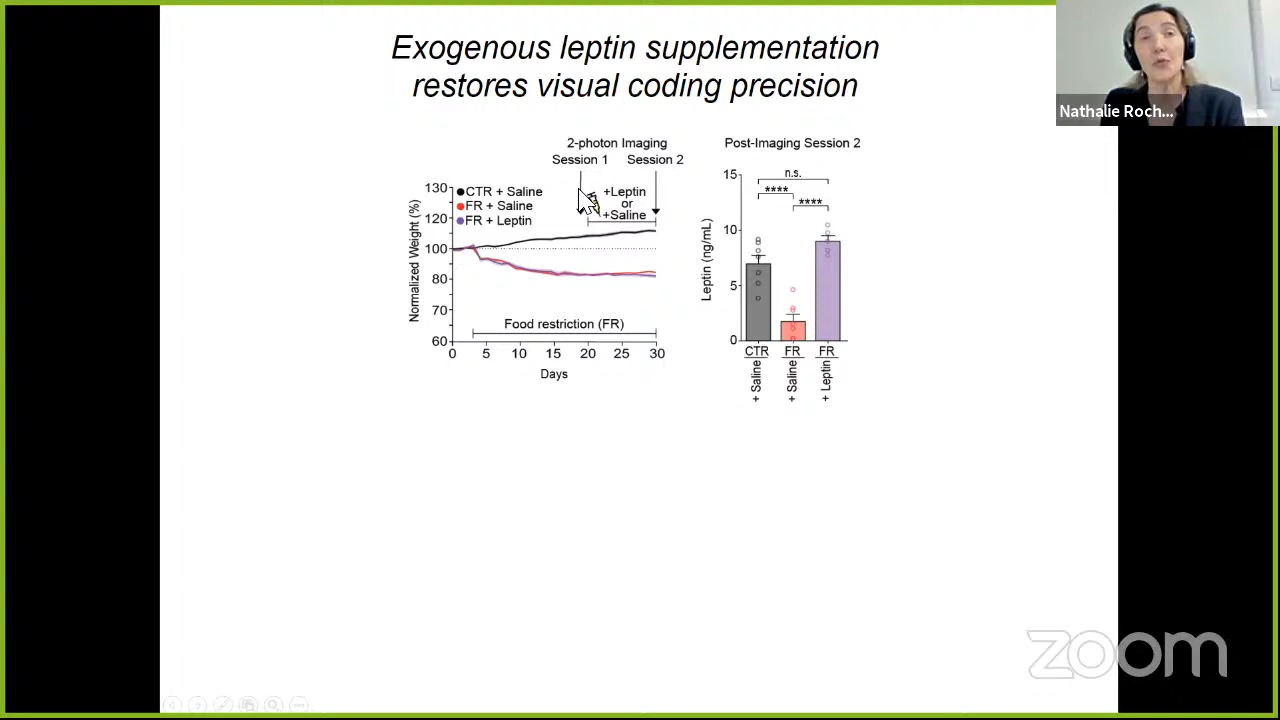 Exogenous leptin supplementation
restores visual coding precision
Nathalie Roch...
2-photon Imaging
Session 1
Session 2
+Leptin
or
+Saline
CTR + Saline
FR + Saline
FR + Leptin
Normalized Weight (%)
130
120
100
80
70
60
Food restriction (FR)
0 5 10 15 20 25 30
Days
Post-Imaging Session 2
n.s.
****
****
Leptin (ng/mL)
15
10
5
0
CTR
+ Saline
FR
+ Saline
FR
+ Leptin
zoom